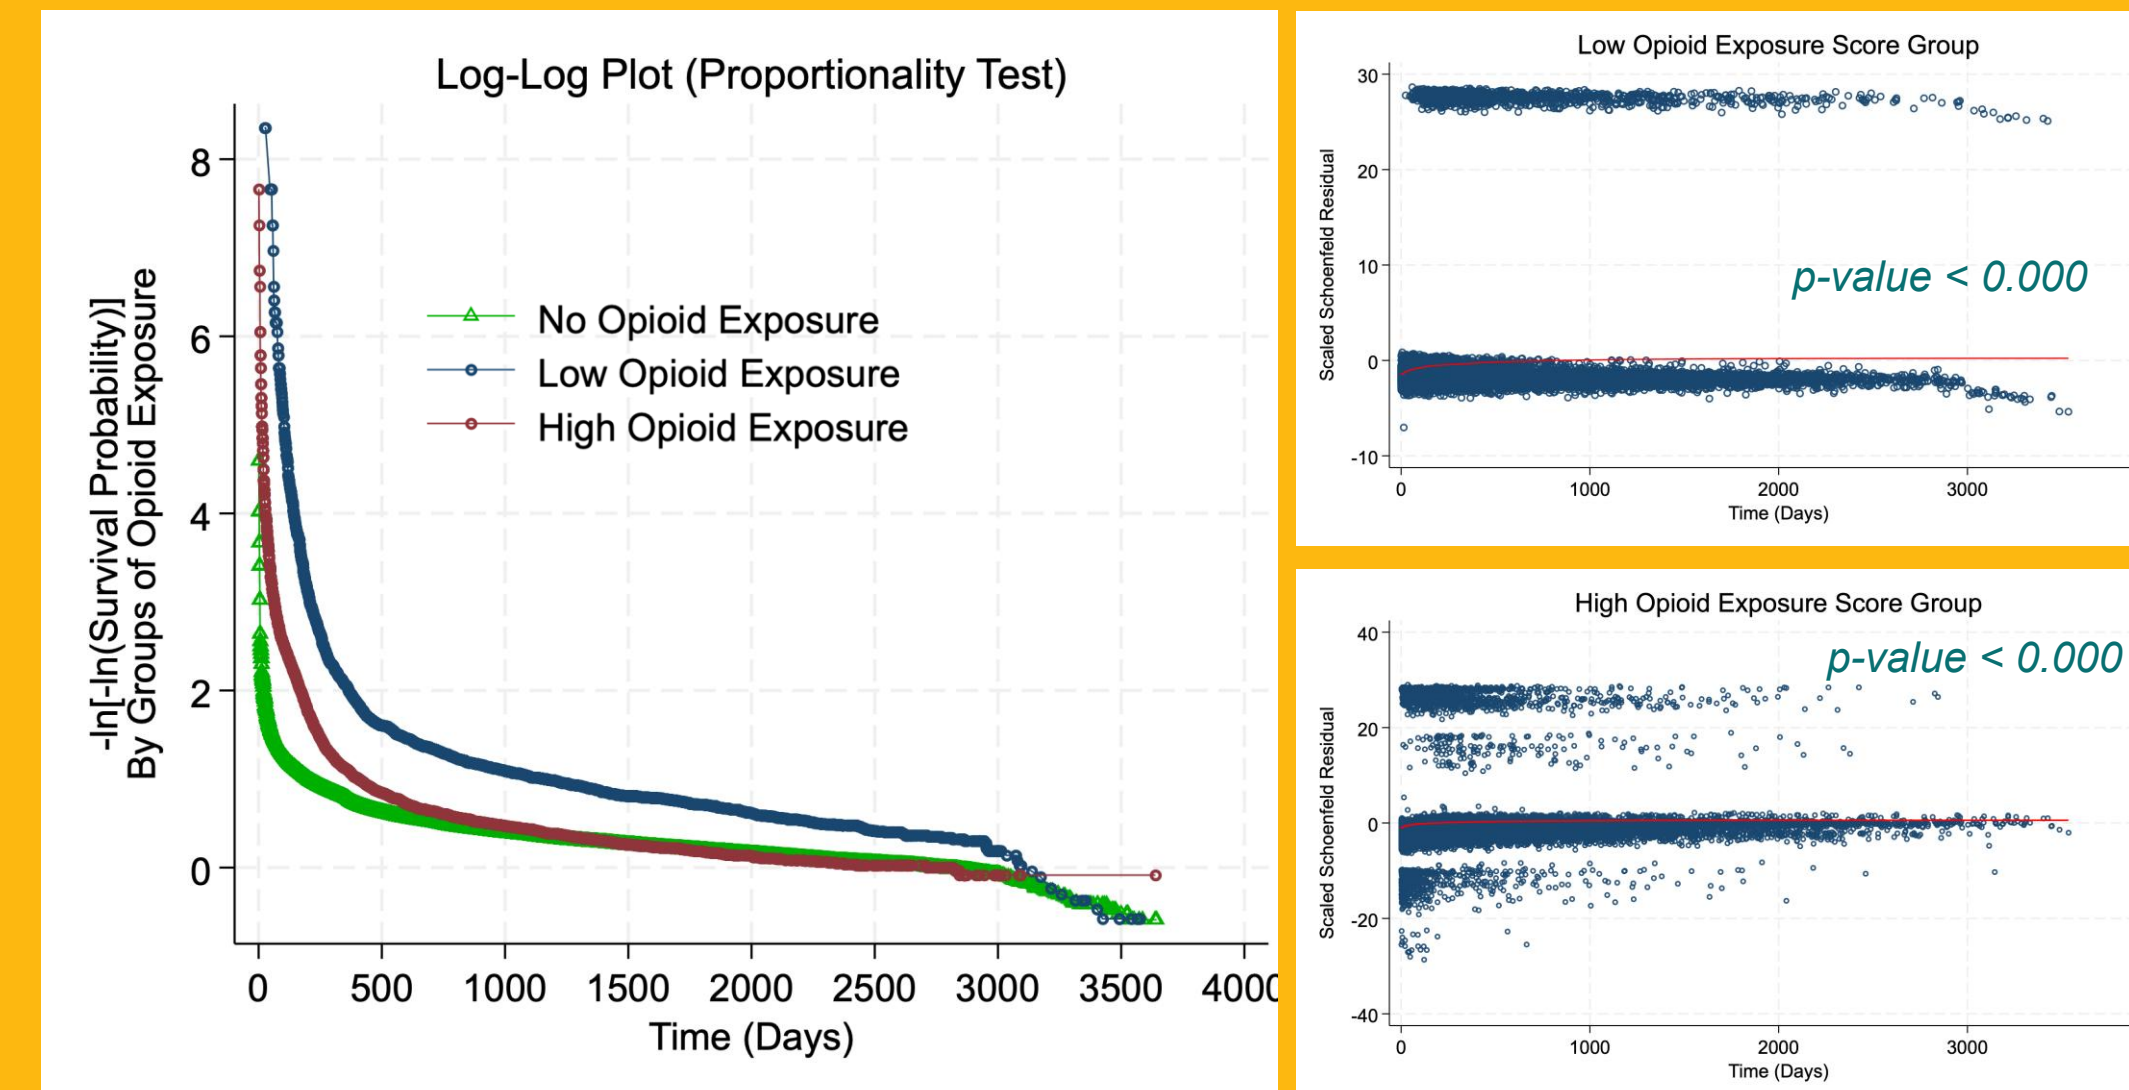 Log-Log Plot (Proportionality Test)
-ln[-ln(Survival Probability)]
By Groups of Opioid Exposure
8
6
4
2
0
No Opioid Exposure
Low Opioid Exposure
High Opioid Exposure
0 500 1000 1500 2000 2500 3000 3500 4000
Time (Days)
Low Opioid Exposure Score Group
Scaled Schoenfeld Residual
30
20
10
0
-10
p-value < 0.000
0 1000 2000 3000
Time (Days)
High Opioid Exposure Score Group
Scaled Schoenfeld Residual
40
20
0
-20
-40
p-value < 0.000
0 1000 2000 3000
Time (Days)